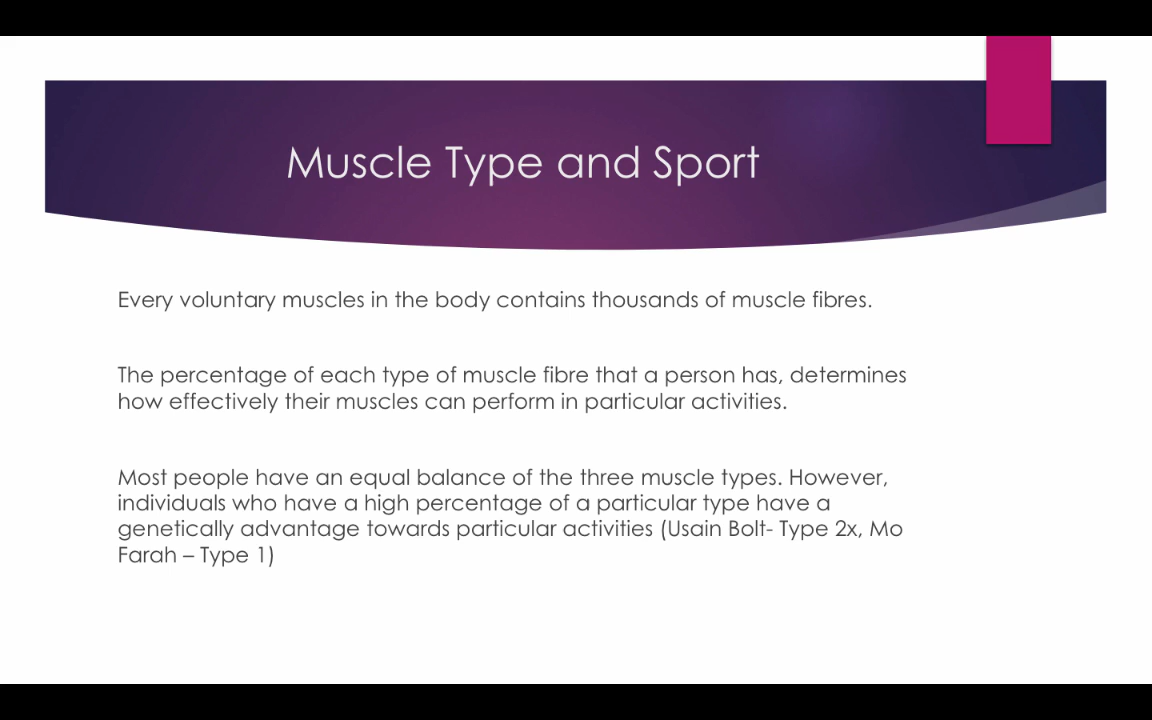 Muscle Type and Sport
Every voluntary muscles in the body contains thousands of muscle fibres.
The percentage of each type of muscle fibre that a person has, determines
how effectively their muscles can perform in particular activities.
Most people have an equal balance of the three muscle types. However,
individuals who have a high percentage of a particular type have a
genetically advantage towards particular activities (Usain Bolt- Type 2x, Mo
Farah – Type 1)